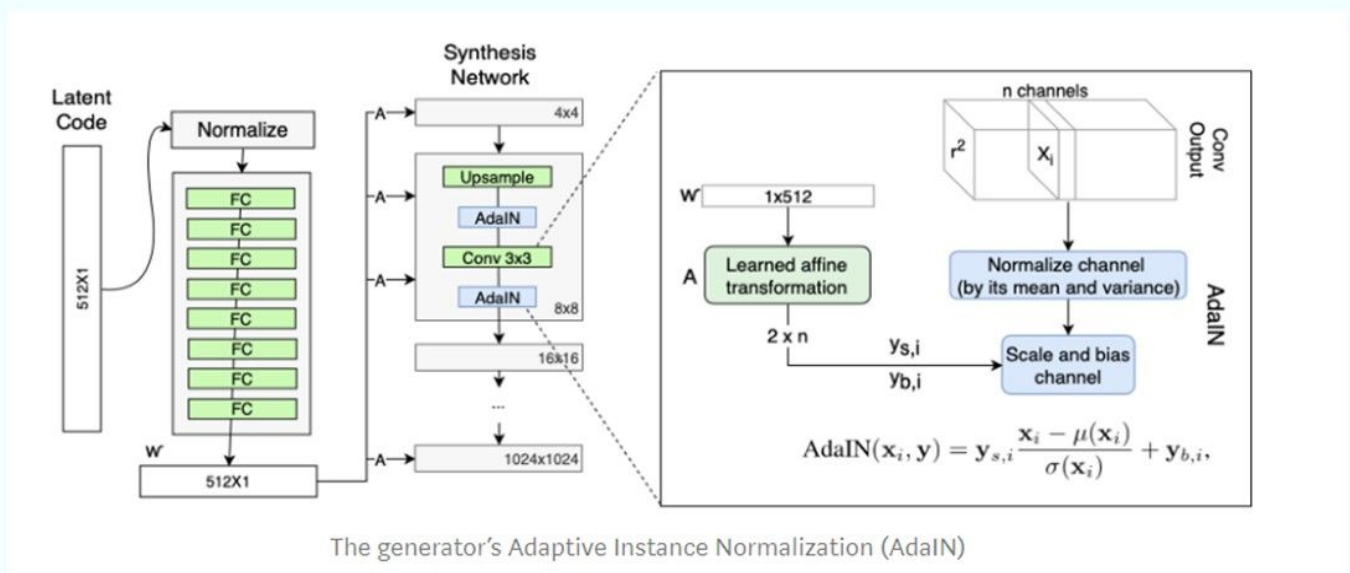 Latent
Code
512X1
Normalize
FC
FC
FC
FC
FC
FC
FC
FC
W
512X1
Synthesis
Network
A
4x4
A
Upsample
AdaIN
A
Conv 3x3
AdaIN
8x8
16x16
...
A
1024x1024
n channels
r²
Xi
Conv
Output
W
1x512
A
Learned affine
transformation
2 x n
ys,i
yb,i
Normalize channel
(by its mean and variance)
Scale and bias
channel
AdaIN
AdaIN(xᵢ, y) = y_{s,i} (xᵢ − μ(xᵢ)) / σ(xᵢ) + y_{b,i},
The generator’s Adaptive Instance Normalization (AdaIN)